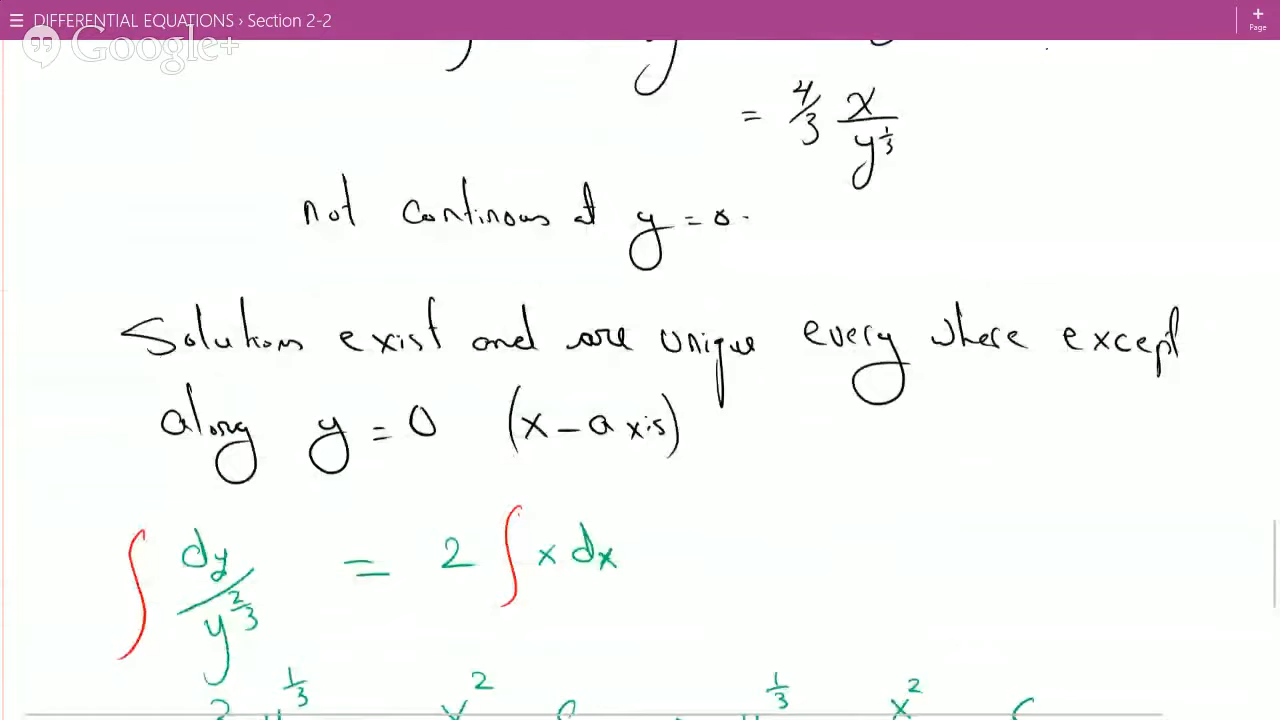 DIFFERENTIAL EQUATIONS › Section 2-2
Page
Google+
y
= 4/3 x/y^{1/3}
not continous at y = 0.
Solutions exist and are unique every where except
along y = 0 (x-axis)
∫ dy/y^{2/3} = 2 ∫ x dx